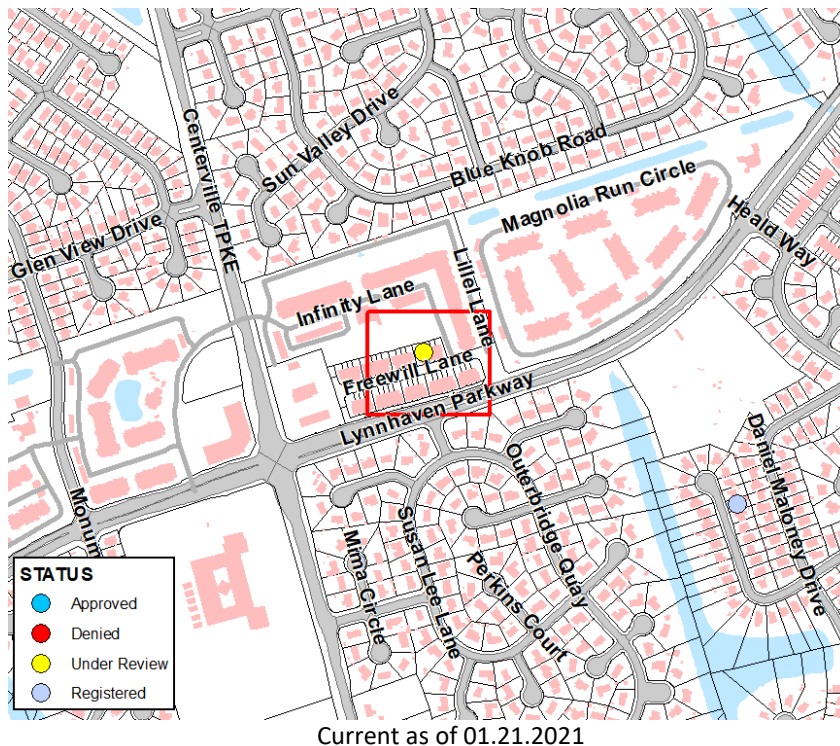 Centerville TPKE
Sun Valley Drive
Blue Knob Road
Glen View Drive
Magnolia Run Circle
Heald Way
Lillel Lane
Infinity Lane
Freewill Lane
Lynnhaven Parkway
Monum
Mima Circle
Susan Lee Lane
Outerbridge Quay
Perkins Court
Daniel Maloney Drive
STATUS
Approved
Denied
Under Review
Registered
Current as of 01.21.2021